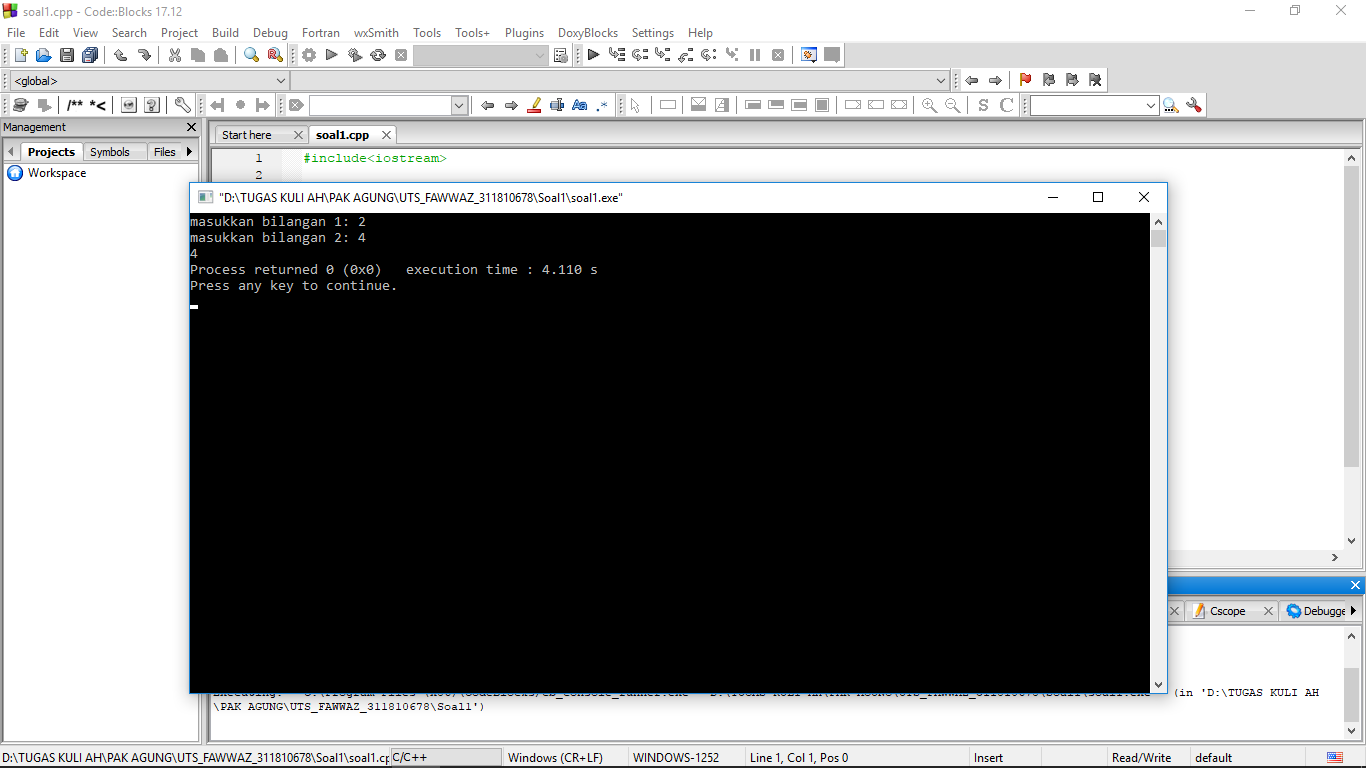 soal1.cpp - Code::Blocks 17.12
File Edit View Search Project Build Debug Fortran wxSmith Tools Tools+ Plugins DoxyBlocks Settings Help
<global>
/** *<
Aa .*
S C
Management
Projects Symbols Files
Workspace
Start here soal1.cpp
1 #include<iostream>
2
"D:\TUGAS KULI AH\PAK AGUNG\UTS_FAWWAZ_311810678\Soal1\soal1.exe"
masukkan bilangan 1: 2
masukkan bilangan 2: 4
4
Process returned 0 (0x0) execution time : 4.110 s
Press any key to continue.
Cscope Debugge
(in 'D:\TUGAS KULI AH
\PAK AGUNG\UTS_FAWWAZ_311810678\Soal1')
D:\TUGAS KULI AH\PAK AGUNG\UTS_FAWWAZ_311810678\Soal1\soal1.cp C/C++ Windows (CR+LF) WINDOWS-1252 Line 1, Col 1, Pos 0 Insert Read/Write default